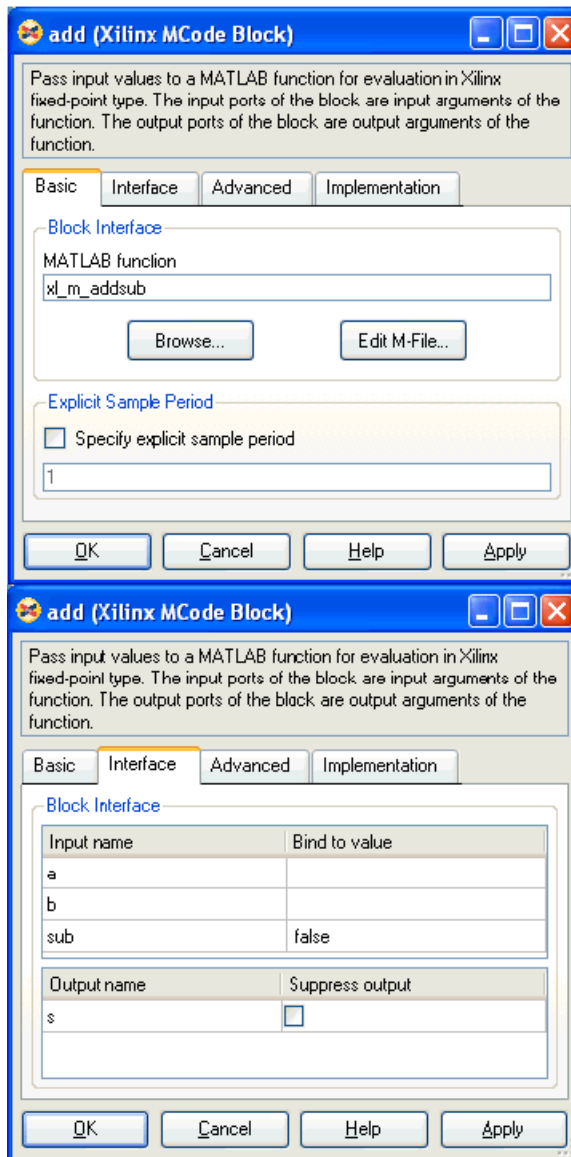 add (Xilinx MCode Block)
Pass input values to a MATLAB function for evaluation in Xilinx
fixed-point type. The input ports of the block are input arguments of the
function. The output ports of the block are output arguments of the
function.
Basic Interface Advanced Implementation
Block Interface
MATLAB function
xl_m_addsub
Browse... Edit M-File...
Explicit Sample Period
Specify explicit sample period
1
OK Cancel Help Apply
add (Xilinx MCode Block)
Pass input values to a MATLAB function for evaluation in Xilinx
fixed-point type. The input ports of the block are input arguments of the
function. The output ports of the block are output arguments of the
function.
Basic Interface Advanced Implementation
Block Interface
Input name Bind to value
a
b
sub false
Output name Suppress output
s
OK Cancel Help Apply